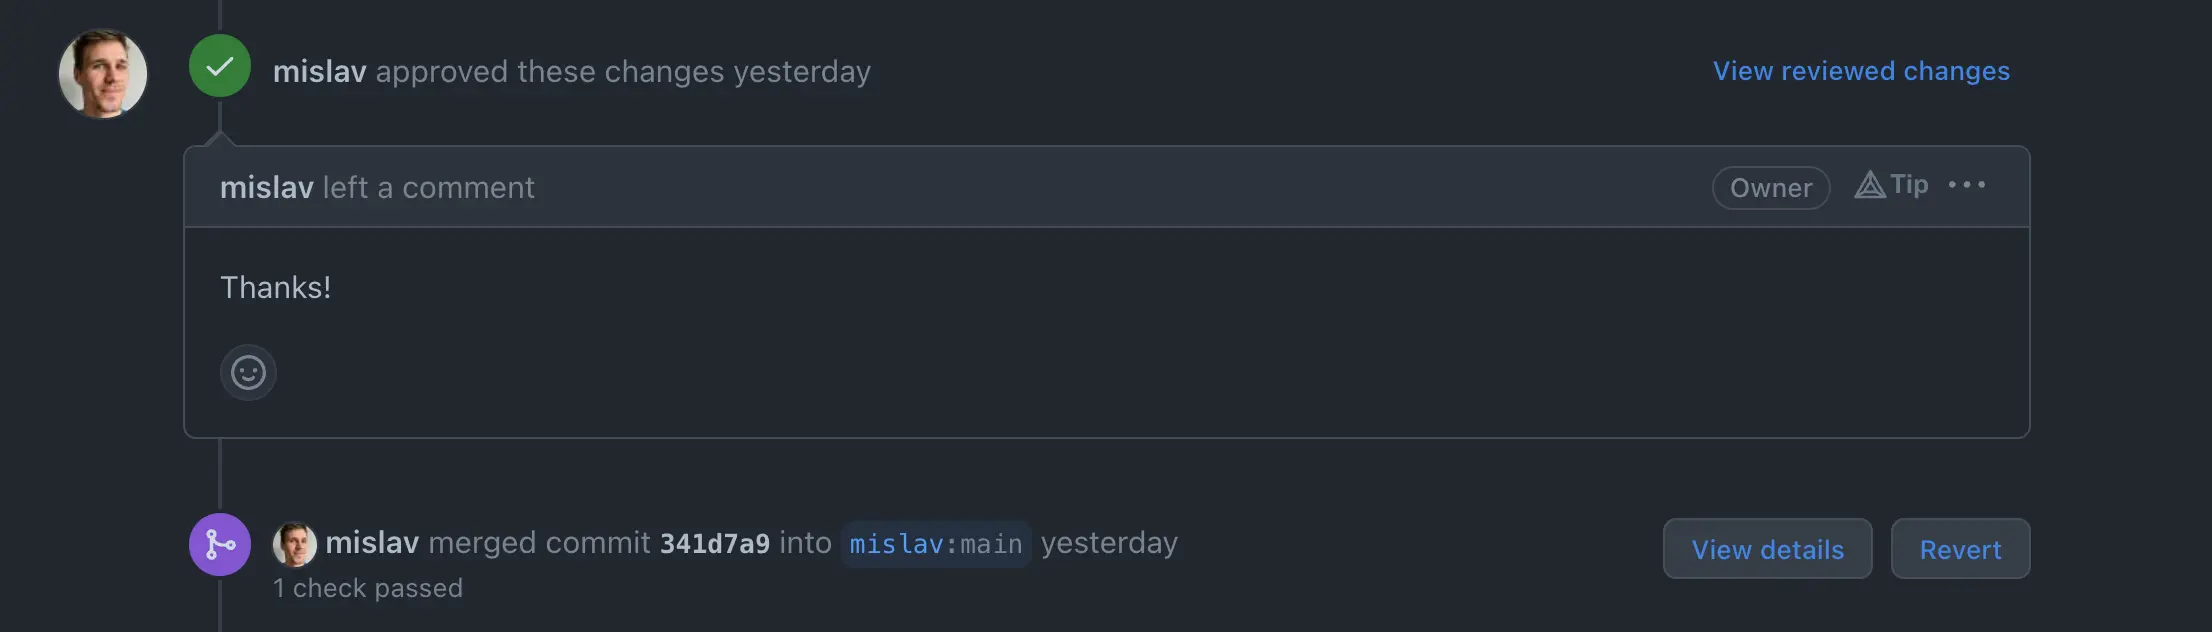 mislav approved these changes yesterday
View reviewed changes
mislav left a comment
Owner
Tip
Thanks!
mislav merged commit 341d7a9 into mislav:main yesterday
1 check passed
View details
Revert